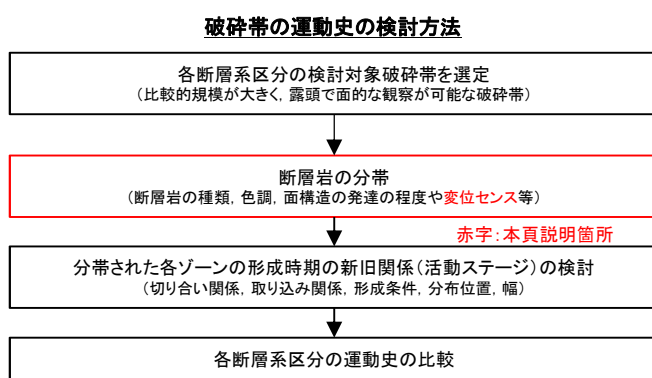 破砕帯の運動史の検討方法
各断層系区分の検討対象破砕帯を選定
(比較的規模が大きく,露頭で面的な観察が可能な破砕帯)
断層岩の分帯
(断層岩の種類,色調,面構造の発達の程度や変位センス等)
赤字:本頁説明箇所
分帯された各ゾーンの形成時期の新旧関係(活動ステージ)の検討
(切り合い関係,取り込み関係,形成条件,分布位置,幅)
各断層系区分の運動史の比較